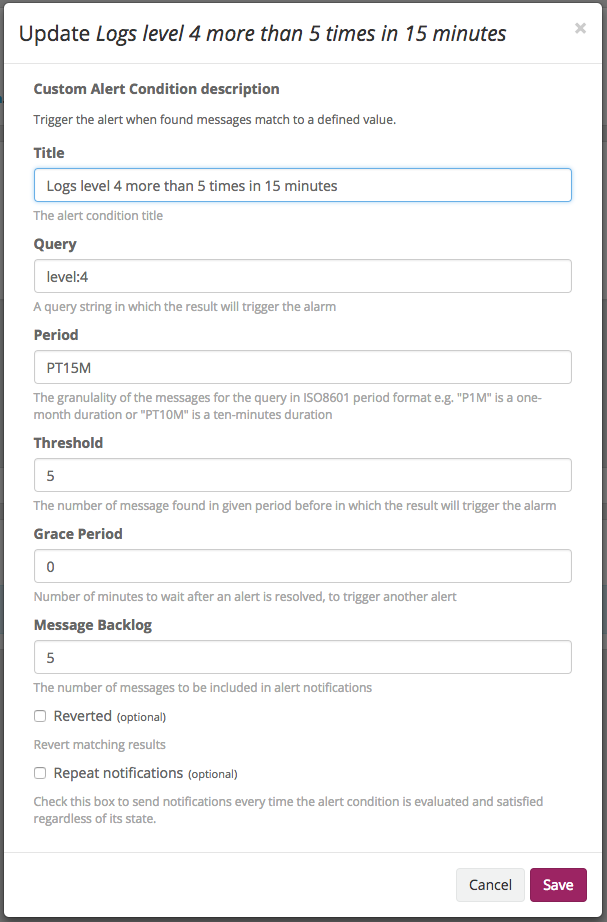 Update Logs level 4 more than 5 times in 15 minutes
×
Custom Alert Condition description
Trigger the alert when found messages match to a defined value.
Title
Logs level 4 more than 5 times in 15 minutes
The alert condition title
Query
level:4
A query string in which the result will trigger the alarm
Period
PT15M
The granulality of the messages for the query in ISO8601 period format e.g. "P1M" is a one-
month duration or "PT10M" is a ten-minutes duration
Threshold
5
The number of message found in given period before in which the result will trigger the alarm
Grace Period
0
Number of minutes to wait after an alert is resolved, to trigger another alert
Message Backlog
5
The number of messages to be included in alert notifications
Reverted (optional)
Revert matching results
Repeat notifications (optional)
Check this box to send notifications every time the alert condition is evaluated and satisfied
regardless of its state.
Cancel
Save